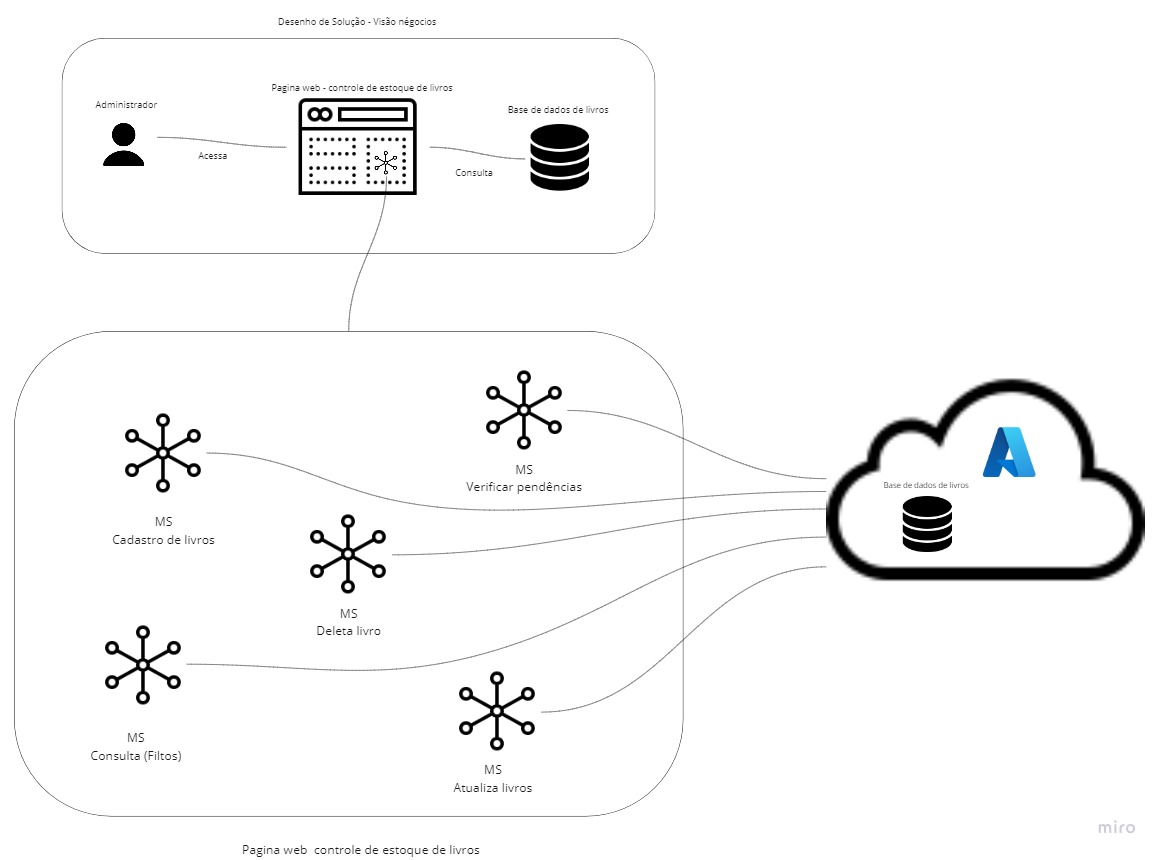 Desenho de Solução - Visão négocios
Pagina web - controle de estoque de livros
Administrador
Base de dados de livros
Acessa
Consulta
MS
Verificar pendências
MS
Cadastro de livros
Base de dados de livros
MS
Deleta livro
MS
Consulta (Filtos)
MS
Atualiza livros
Pagina web controle de estoque de livros
miro